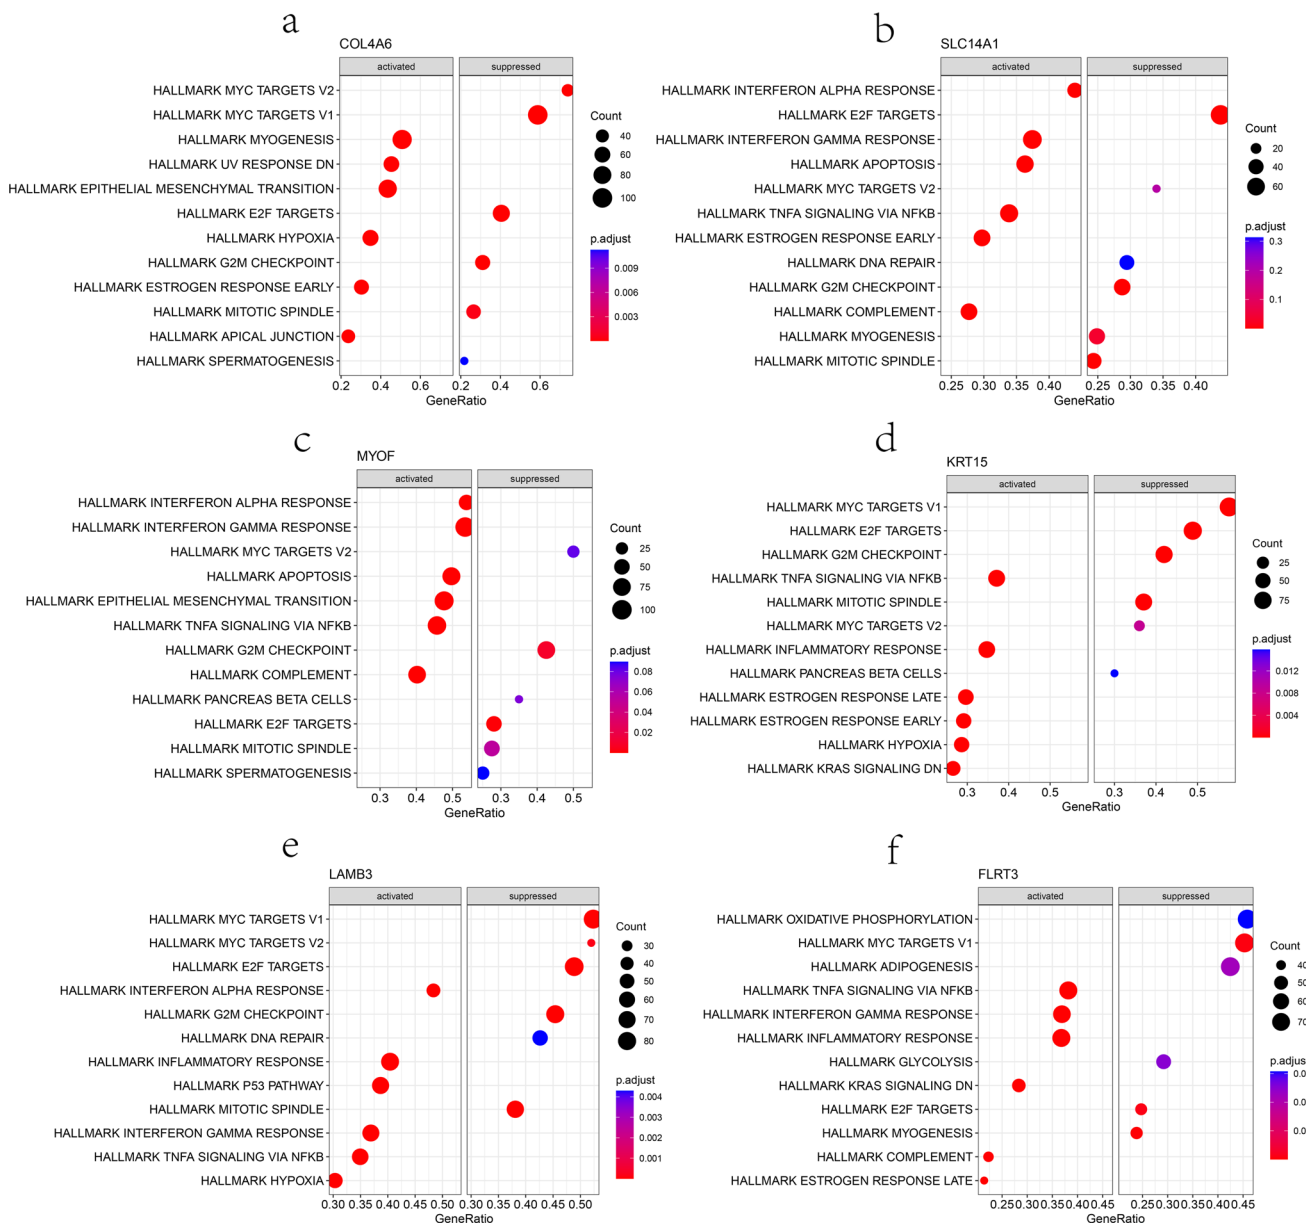 a
COL4A6
activated
suppressed
HALLMARK MYC TARGETS V2
HALLMARK MYC TARGETS V1
HALLMARK MYOGENESIS
HALLMARK UV RESPONSE DN
HALLMARK EPITHELIAL MESENCHYMAL TRANSITION
HALLMARK E2F TARGETS
HALLMARK HYPOXIA
HALLMARK G2M CHECKPOINT
HALLMARK ESTROGEN RESPONSE EARLY
HALLMARK MITOTIC SPINDLE
HALLMARK APICAL JUNCTION
HALLMARK SPERMATOGENESIS
0.2 0.4 0.6 0.2 0.4 0.6
GeneRatio
Count
40
60
80
100
p.adjust
0.009
0.006
0.003
b
SLC14A1
activated
suppressed
HALLMARK INTERFERON ALPHA RESPONSE
HALLMARK E2F TARGETS
HALLMARK INTERFERON GAMMA RESPONSE
HALLMARK APOPTOSIS
HALLMARK MYC TARGETS V2
HALLMARK TNFA SIGNALING VIA NFKB
HALLMARK ESTROGEN RESPONSE EARLY
HALLMARK DNA REPAIR
HALLMARK G2M CHECKPOINT
HALLMARK COMPLEMENT
HALLMARK MYOGENESIS
HALLMARK MITOTIC SPINDLE
0.25 0.30 0.35 0.40 0.25 0.30 0.35 0.40
GeneRatio
Count
20
40
60
p.adjust
0.3
0.2
0.1
c
MYOF
activated
suppressed
HALLMARK INTERFERON ALPHA RESPONSE
HALLMARK INTERFERON GAMMA RESPONSE
HALLMARK MYC TARGETS V2
HALLMARK APOPTOSIS
HALLMARK EPITHELIAL MESENCHYMAL TRANSITION
HALLMARK TNFA SIGNALING VIA NFKB
HALLMARK G2M CHECKPOINT
HALLMARK COMPLEMENT
HALLMARK PANCREAS BETA CELLS
HALLMARK E2F TARGETS
HALLMARK MITOTIC SPINDLE
HALLMARK SPERMATOGENESIS
0.3 0.4 0.5 0.3 0.4 0.5
GeneRatio
Count
25
50
75
100
p.adjust
0.08
0.06
0.04
0.02
d
KRT15
activated
suppressed
HALLMARK MYC TARGETS V1
HALLMARK E2F TARGETS
HALLMARK G2M CHECKPOINT
HALLMARK TNFA SIGNALING VIA NFKB
HALLMARK MITOTIC SPINDLE
HALLMARK MYC TARGETS V2
HALLMARK INFLAMMATORY RESPONSE
HALLMARK PANCREAS BETA CELLS
HALLMARK ESTROGEN RESPONSE LATE
HALLMARK ESTROGEN RESPONSE EARLY
HALLMARK HYPOXIA
HALLMARK KRAS SIGNALING DN
0.3 0.4 0.5 0.3 0.4 0.5
GeneRatio
Count
25
50
75
p.adjust
0.012
0.008
0.004
e
LAMB3
activated
suppressed
HALLMARK MYC TARGETS V1
HALLMARK MYC TARGETS V2
HALLMARK E2F TARGETS
HALLMARK INTERFERON ALPHA RESPONSE
HALLMARK G2M CHECKPOINT
HALLMARK DNA REPAIR
HALLMARK INFLAMMATORY RESPONSE
HALLMARK P53 PATHWAY
HALLMARK MITOTIC SPINDLE
HALLMARK INTERFERON GAMMA RESPONSE
HALLMARK TNFA SIGNALING VIA NFKB
HALLMARK HYPOXIA
0.30 0.35 0.40 0.45 0.50 0.30 0.35 0.40 0.45 0.50
GeneRatio
Count
30
40
50
60
70
80
p.adjust
0.004
0.003
0.002
0.001
f
FLRT3
activated
suppressed
HALLMARK OXIDATIVE PHOSPHORYLATION
HALLMARK MYC TARGETS V1
HALLMARK ADIPOGENESIS
HALLMARK TNFA SIGNALING VIA NFKB
HALLMARK INTERFERON GAMMA RESPONSE
HALLMARK INFLAMMATORY RESPONSE
HALLMARK GLYCOLYSIS
HALLMARK KRAS SIGNALING DN
HALLMARK E2F TARGETS
HALLMARK MYOGENESIS
HALLMARK COMPLEMENT
HALLMARK ESTROGEN RESPONSE LATE
0.25 0.30 0.35 0.40 0.45 0.25 0.30 0.35 0.40 0.45
GeneRatio
Count
40
50
60
70
p.adjust